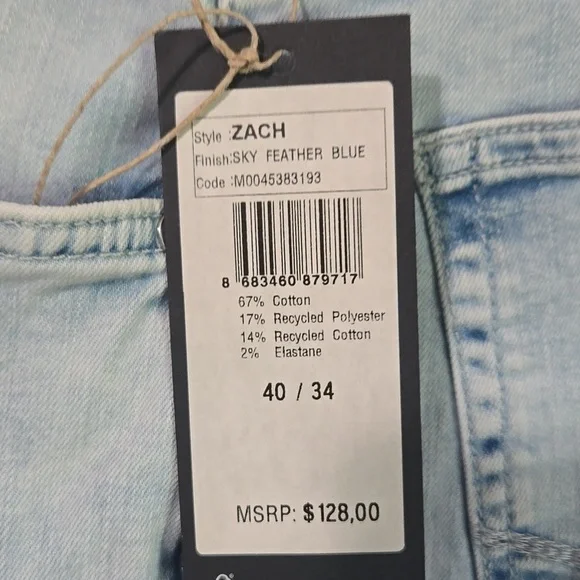 Style :ZACH
Finish:SKY FEATHER BLUE
Code :M0045383193
8 683460 879717
67% Cotton
17% Recycled Polyester
14% Recycled Cotton
2% Elastane
40 / 34
MSRP: $128,00